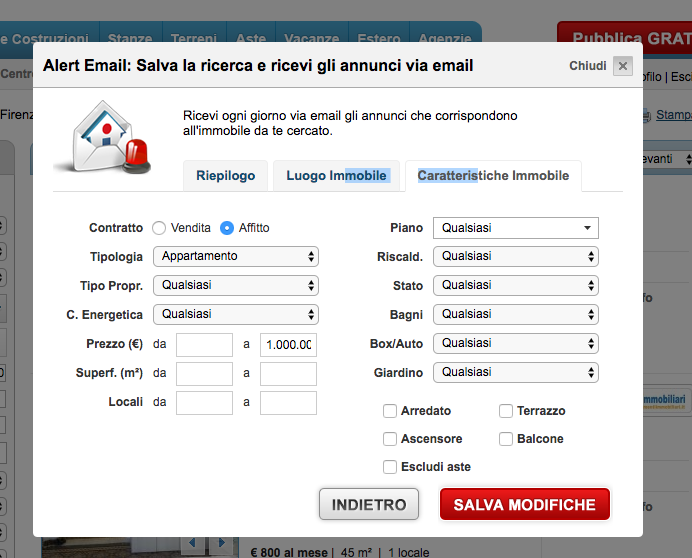 e Costruzioni Stanze Terreni Aste Vacanze Estero Agenzie Pubblica GRAT
Alert Email: Salva la ricerca e ricevi gli annunci via email
Chiudi
Centro
ofilo | Esci
Firenz
Stampa
Ricevi ogni giorno via email gli annunci che corrispondono
all'immobile da te cercato.
evanti
Riepilogo Luogo Immobile Caratteristiche Immobile
Contratto Vendita Affitto
Piano Qualsiasi
Tipologia Appartamento
Riscald. Qualsiasi
Tipo Propr. Qualsiasi
Stato Qualsiasi
C. Energetica Qualsiasi
Bagni Qualsiasi
Prezzo (€) da a 1.000.00
Box/Auto Qualsiasi
Superf. (m²) da a
Giardino Qualsiasi
Locali da a
Arredato Terrazzo
Ascensore Balcone
Escludi aste
INDIETRO SALVA MODIFICHE
fo
mmobiliari
fo
€ 800 al mese | 45 m² | 1 locale